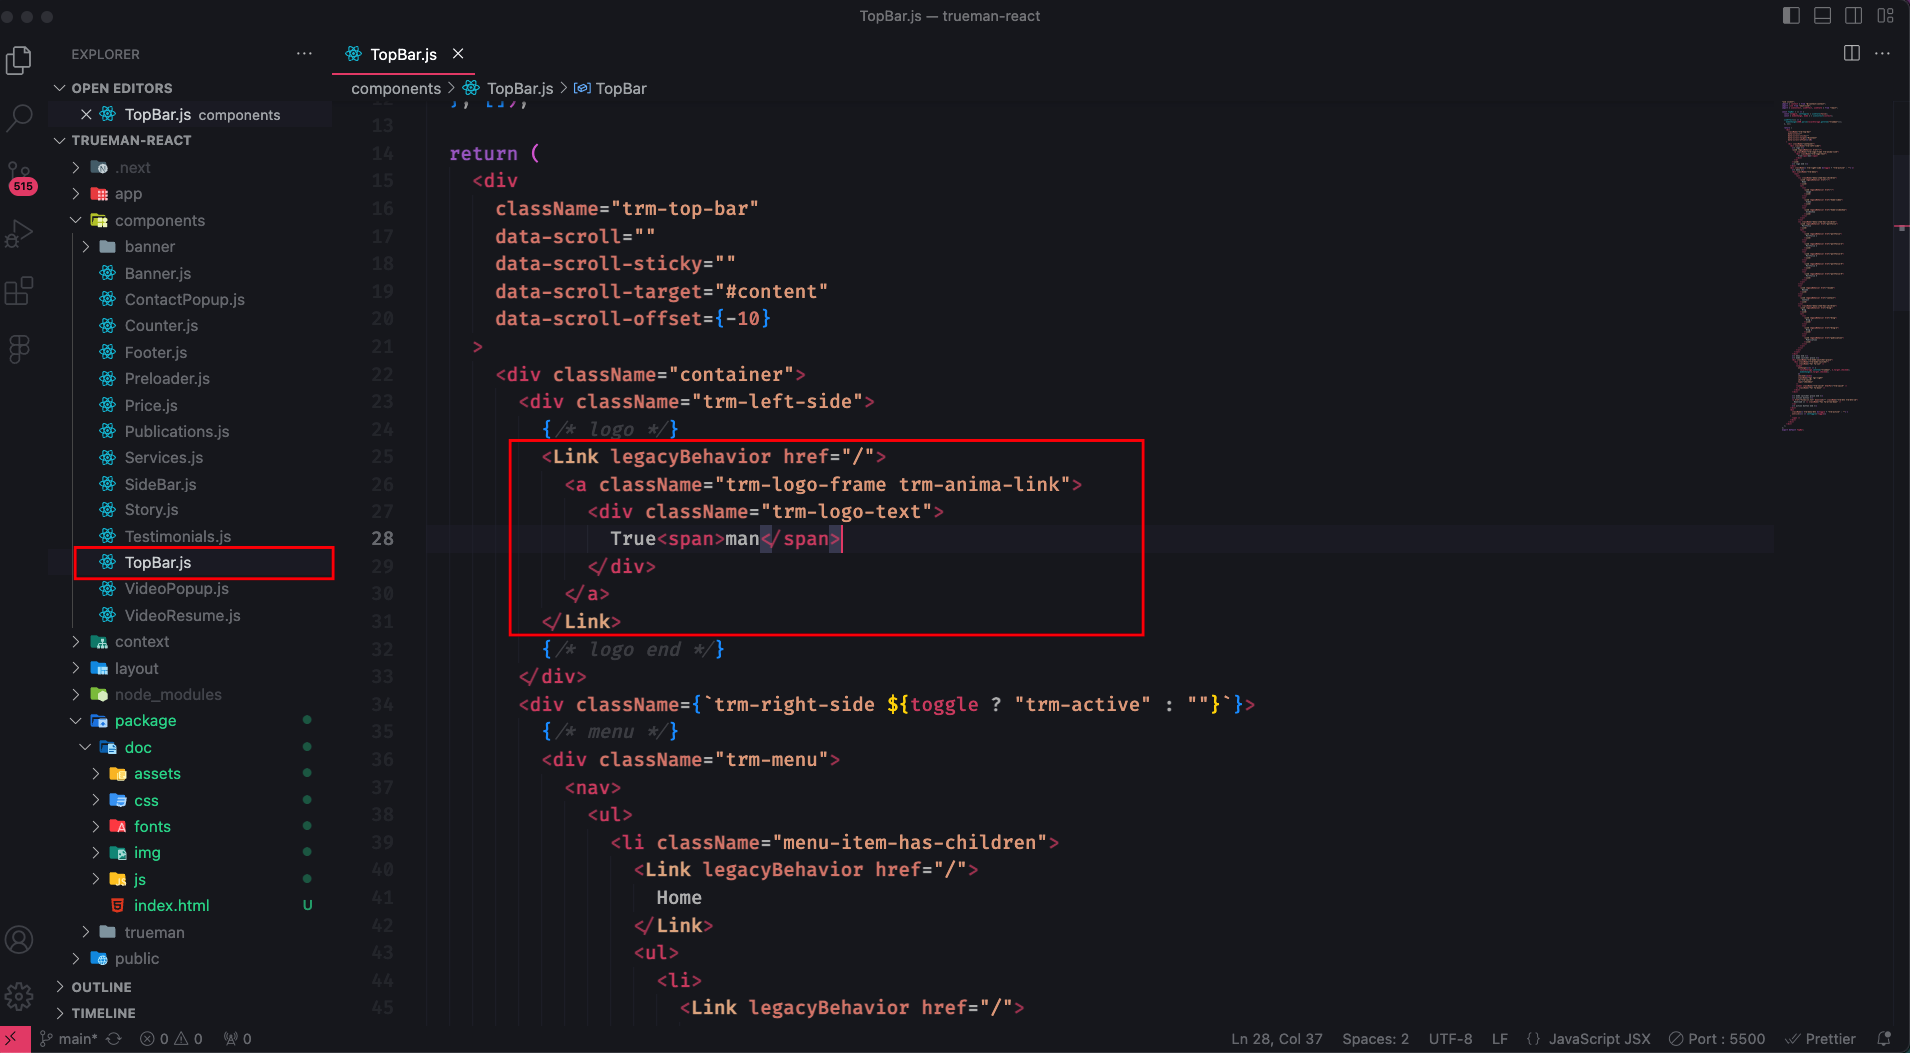 TopBar.js — trueman-react
EXPLORER
OPEN EDITORS
TopBar.js components
TRUEMAN-REACT
.next
app
components
banner
Banner.js
ContactPopup.js
Counter.js
Footer.js
Preloader.js
Price.js
Publications.js
Services.js
SideBar.js
Story.js
Testimonials.js
TopBar.js
VideoPopup.js
VideoResume.js
context
layout
node_modules
package
doc
assets
css
fonts
img
js
index.html U
trueman
public
OUTLINE
TIMELINE
515
TopBar.js
components > TopBar.js > TopBar
12 }, []);
13
14 return (
15 <div
16 className="trm-top-bar"
17 data-scroll=""
18 data-scroll-sticky=""
19 data-scroll-target="#content"
20 data-scroll-offset={-10}
21 >
22 <div className="container">
23 <div className="trm-left-side">
24 {/* logo */}
25 <Link legacyBehavior href="/">
26 <a className="trm-logo-frame trm-anima-link">
27 <div className="trm-logo-text">
28 True<span>man</span>
29 </div>
30 </a>
31 </Link>
32 {/* logo end */}
33 </div>
34 <div className={`trm-right-side ${toggle ? "trm-active" : ""}`}>
35 {/* menu */}
36 <div className="trm-menu">
37 <nav>
38 <ul>
39 <li className="menu-item-has-children">
40 <Link legacyBehavior href="/">
41 Home
42 </Link>
43 <ul>
44 <li>
45 <Link legacyBehavior href="/">
main* 0 0 0 Ln 28, Col 37 Spaces: 2 UTF-8 LF {} JavaScript JSX Port : 5500 Prettier